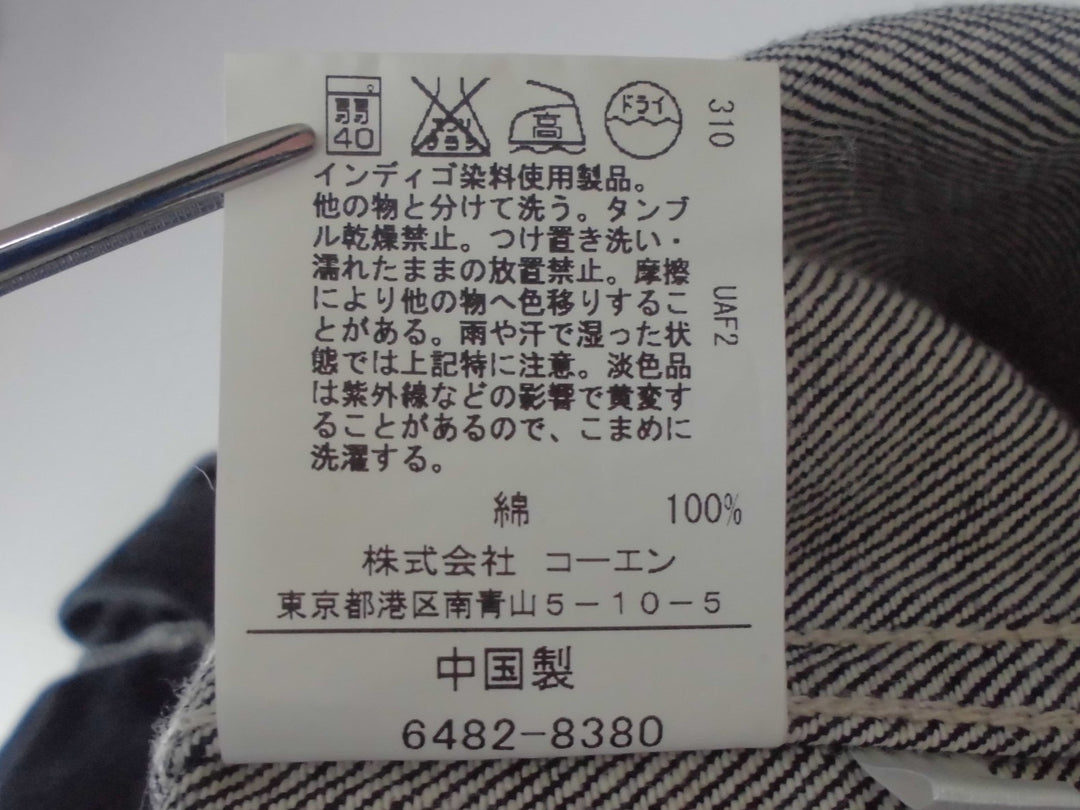 40
エンソ
サラシ
高
ドライ
310
インディゴ染料使用製品。
他の物と分けて洗う。タンブ
ル乾燥禁止。つけ置き洗い・
濡れたままの放置禁止。摩擦
により他の物へ色移りするこ
とがある。雨や汗で湿った状
態では上記特に注意。淡色品
は紫外線などの影響で黄変す
ることがあるので、こまめに
洗濯する。
UAF2
綿 100%
株式会社 コーエン
東京都港区南青山5-10-5
中国製
6482-8380